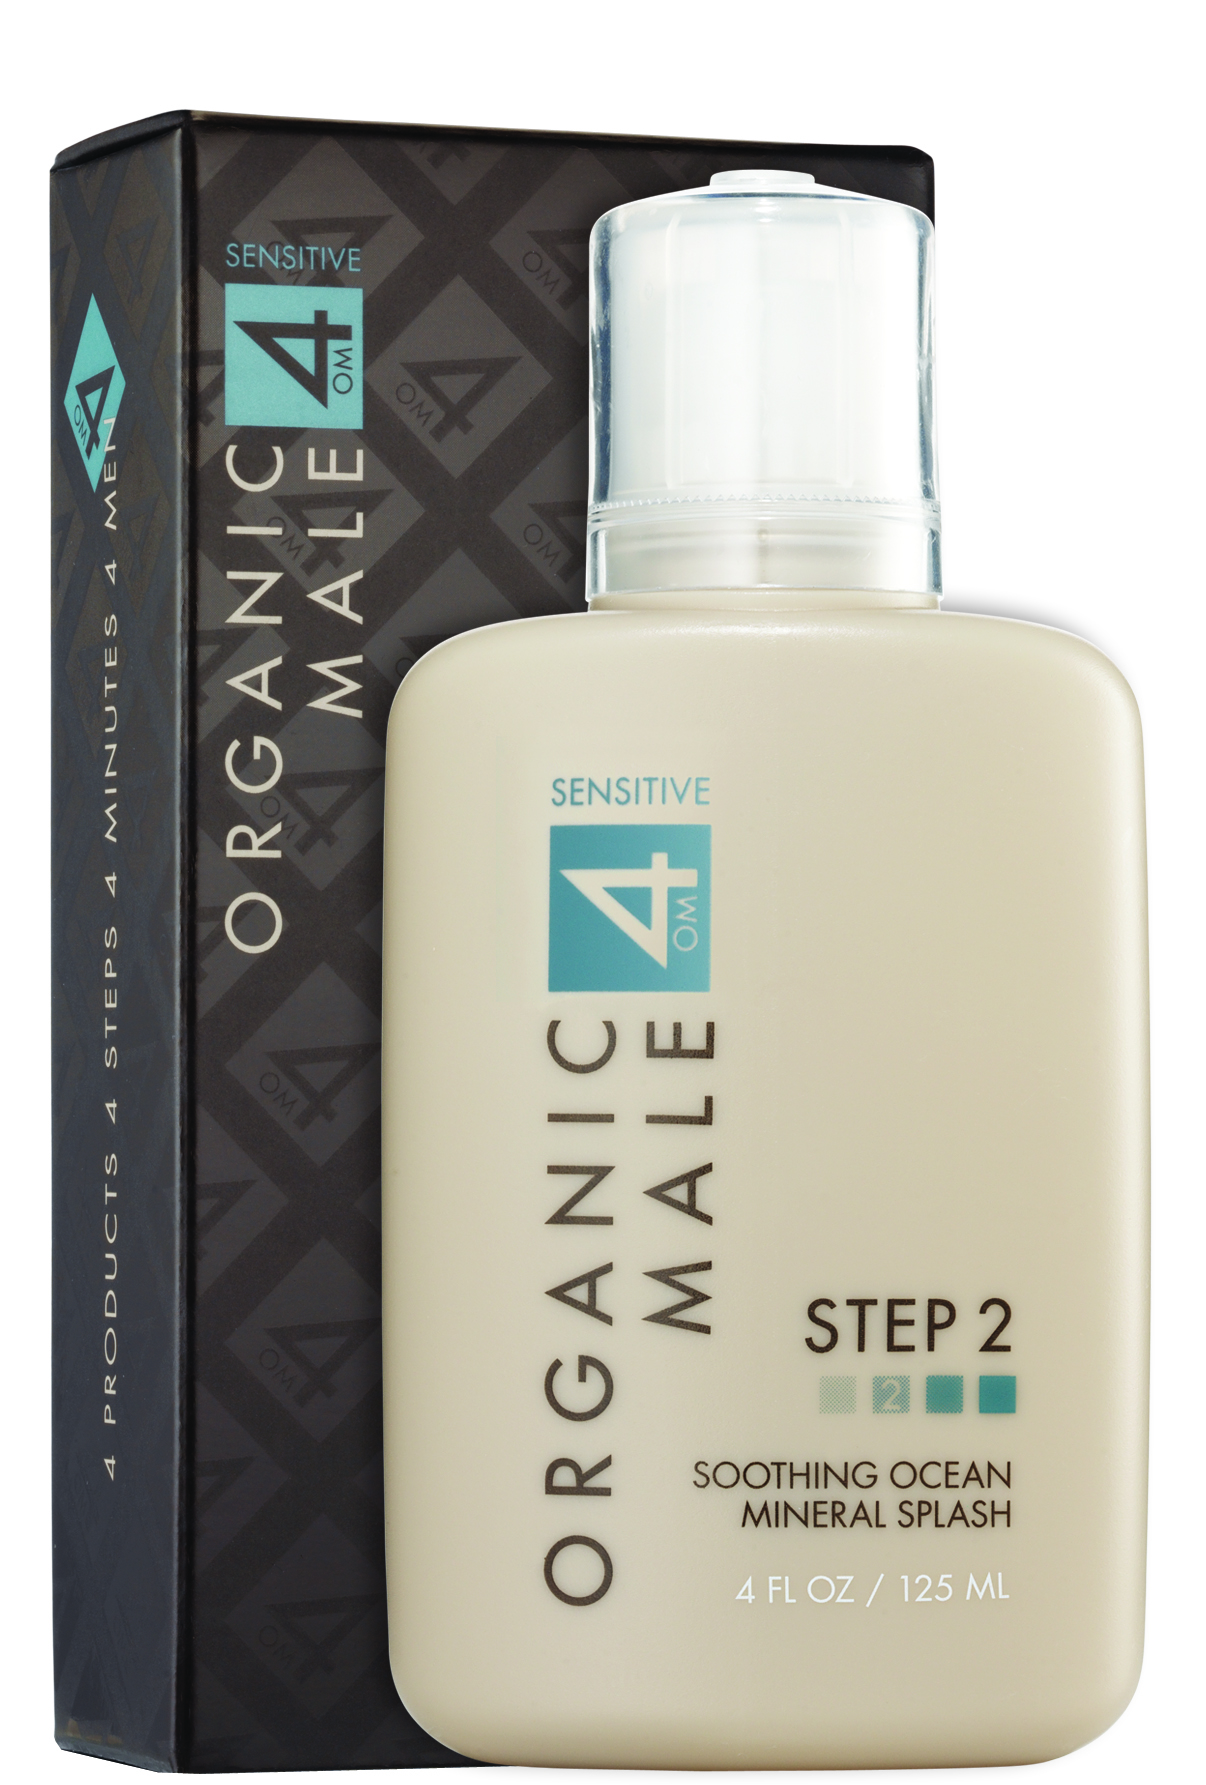 SENSITIVE
4
OM
ORGANIC
MALE
4
OM
4 PRODUCTS 4 STEPS 4 MINUTES 4 MEN
SENSITIVE
4
OM
ORGANIC
MALE
STEP 2
2
SOOTHING OCEAN
MINERAL SPLASH
4 FL OZ / 125 ML